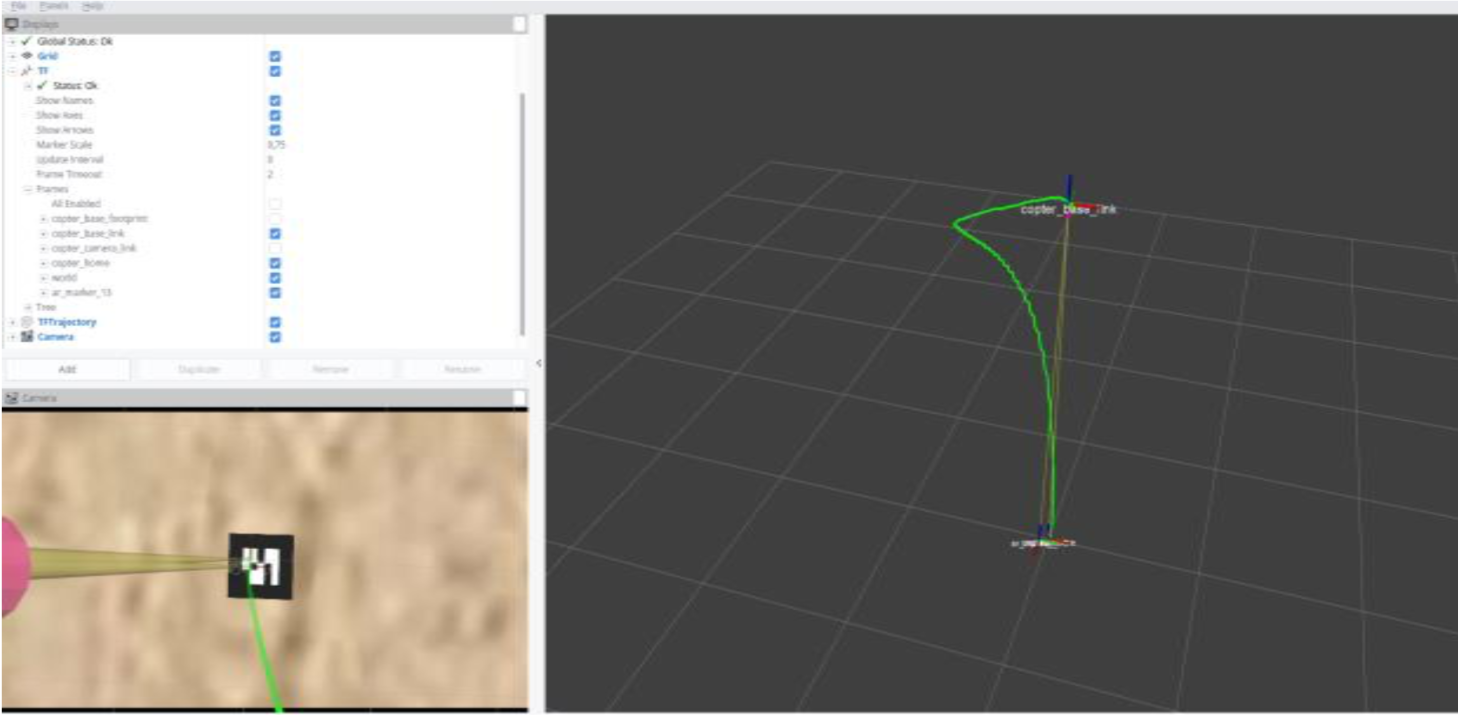 File Panels Help
Displays
Global Status: Ok
Grid
TF
Status: Ok
Show Names
Show Axes
Show Arrows
Marker Scale 0,75
Update Interval 0
Frame Timeout 2
Frames
All Enabled
copter_base_footprint
copter_base_link
copter_camera_link
copter_home
world
ar_marker_13
Tree
TFTrajectory
Camera
Add Duplicate Remove Rename
Camera
copter_base_link